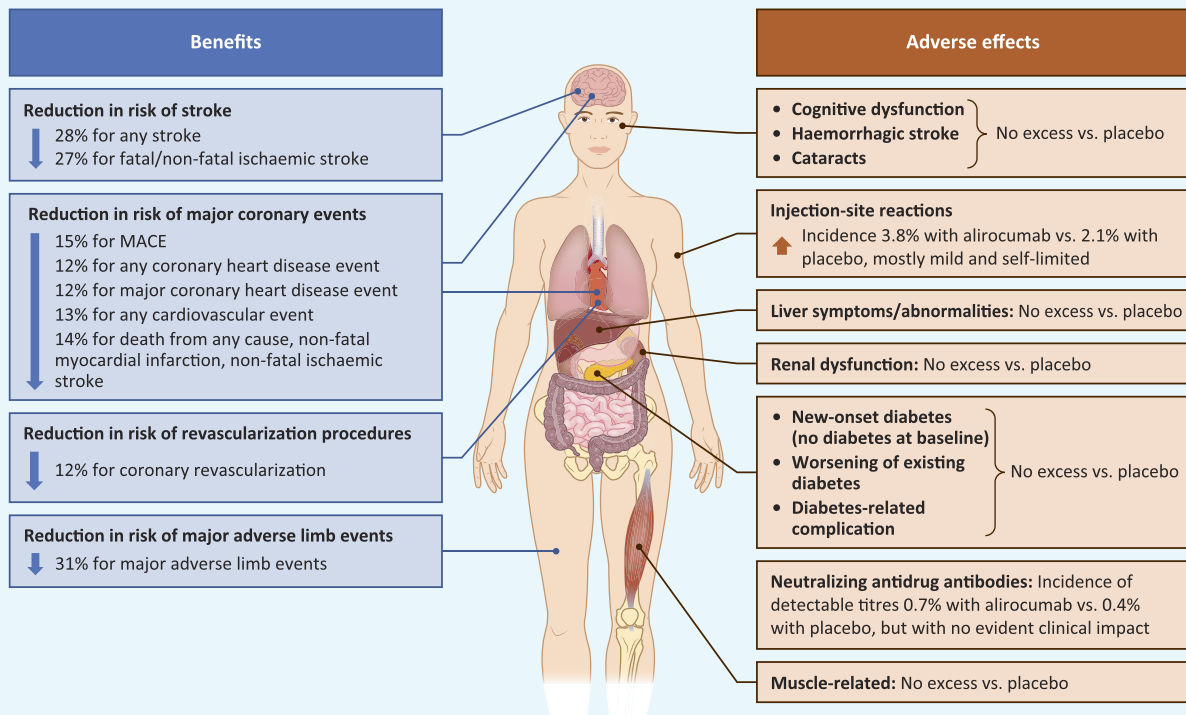 Benefits
Reduction in risk of stroke
28% for any stroke
27% for fatal/non-fatal ischaemic stroke
Reduction in risk of major coronary events
15% for MACE
12% for any coronary heart disease event
12% for major coronary heart disease event
13% for any cardiovascular event
14% for death from any cause, non-fatal
myocardial infarction, non-fatal ischaemic
stroke
Reduction in risk of revascularization procedures
12% for coronary revascularization
Reduction in risk of major adverse limb events
31% for major adverse limb events
Adverse effects
• Cognitive dysfunction
• Haemorrhagic stroke
• Cataracts
No excess vs. placebo
Injection-site reactions
Incidence 3.8% with alirocumab vs. 2.1% with
placebo, mostly mild and self-limited
Liver symptoms/abnormalities: No excess vs. placebo
Renal dysfunction: No excess vs. placebo
• New-onset diabetes
(no diabetes at baseline)
• Worsening of existing
diabetes
• Diabetes-related
complication
No excess vs. placebo
Neutralizing antidrug antibodies: Incidence of
detectable titres 0.7% with alirocumab vs. 0.4%
with placebo, but with no evident clinical impact
Muscle-related: No excess vs. placebo